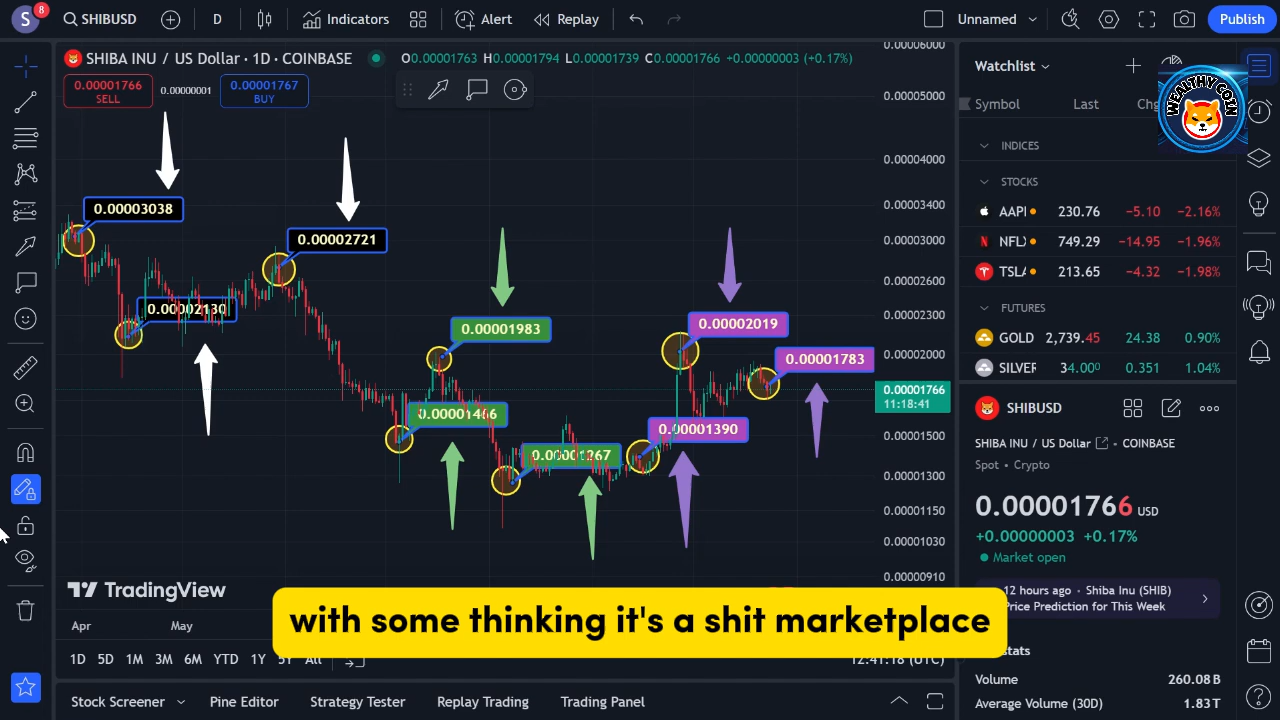 S 8 SHIBUSD D Indicators Alert Replay Unnamed Publish
SHIBA INU / US Dollar · 1D · COINBASE O0.00001763 H0.00001794 L0.00001739 C0.00001766 +0.00000003 (+0.17%)
0.00001766 SELL 0.00000001 0.00001767 BUY
0.00003038
0.00002721
0.00002130
0.00001983
0.00001466
0.00001267
0.00002019
0.00001783
0.00001390
0.00006000
0.00005000
0.00004000
0.00003400
0.00003000
0.00002600
0.00002300
0.00002000
0.00001766
11:18:41
0.00001500
0.00001300
0.00001150
0.00001030
0.00000910
TradingView
with some thinking it's a shit marketplace
Apr May
1D 5D 1M 3M 6M YTD 1Y 5Y All 12:41:18 (UTC)
Stock Screener Pine Editor Strategy Tester Replay Trading Trading Panel
Watchlist
WEALTHY COIN
Symbol Last Chg
INDICES
STOCKS
AAPL 230.76 −5.10 −2.16%
NFLX 749.29 −14.95 −1.96%
TSLA 213.65 −4.32 −1.98%
FUTURES
GOLD 2,739.45 24.38 0.90%
SILVER 34.000 0.351 1.04%
SHIBUSD
SHIBA INU / US Dollar · COINBASE
Spot · Crypto
0.00001766 USD
+0.00000003 +0.17%
Market open
12 hours ago · Shiba Inu (SHIB)
Price Prediction for This Week
Volume 260.08B
Average Volume (30D) 1.83T